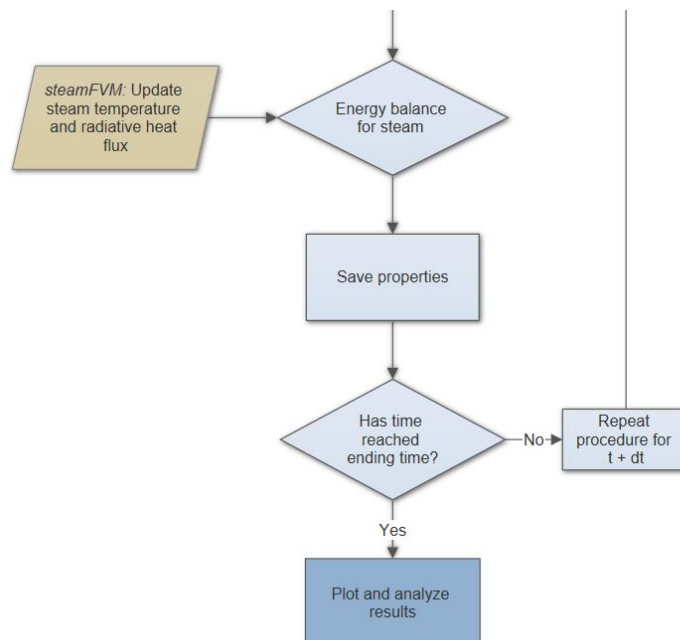 steamFVM: Update
steam temperature
and radiative heat
flux
Energy balance
for steam
Save properties
Has time
reached
ending time?
No
Repeat
procedure for
t + dt
Yes
Plot and analyze
results